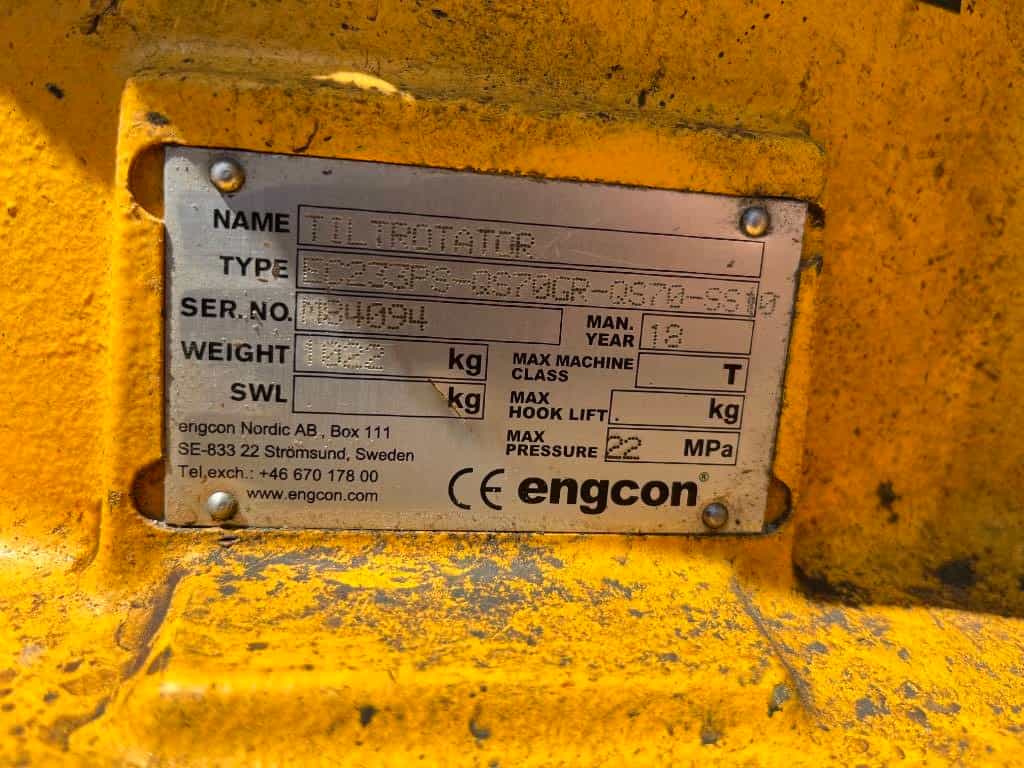 NAME TILTROTATOR
TYPE EC233PS-QS70GR-QS70-SS10
SER. NO. M84094
MAN. YEAR 18
WEIGHT 1022 kg
MAX MACHINE CLASS T
SWL kg
MAX HOOK LIFT . kg
MAX PRESSURE 22 MPa
engcon Nordic AB , Box 111
SE-833 22 Strömsund, Sweden
Tel,exch.: +46 670 178 00
www.engcon.com
CE engcon®